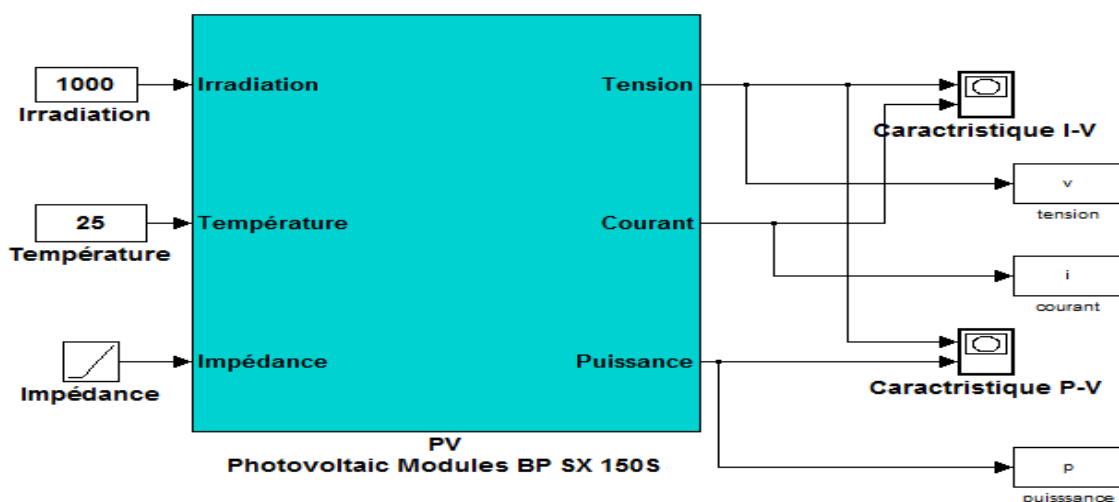 1000
Irradiation
25
Température
Impédance
Irradiation
Température
Impédance
Tension
Courant
Puissance
PV
Photovoltaic Modules BP SX 150S
Caractristique I-V
v
tension
i
courant
Caractristique P-V
p
puisssance